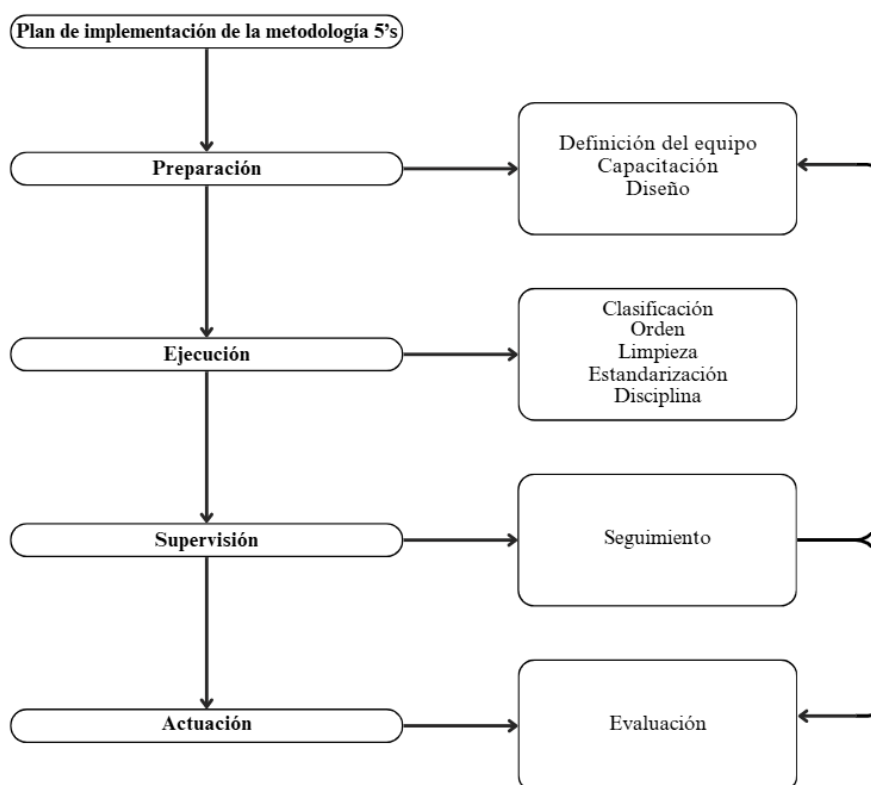 Plan de implementación de la metodología 5’s
Preparación
Definición del equipo
Capacitación
Diseño
Ejecución
Clasificación
Orden
Limpieza
Estandarización
Disciplina
Supervisión
Seguimiento
Actuación
Evaluación